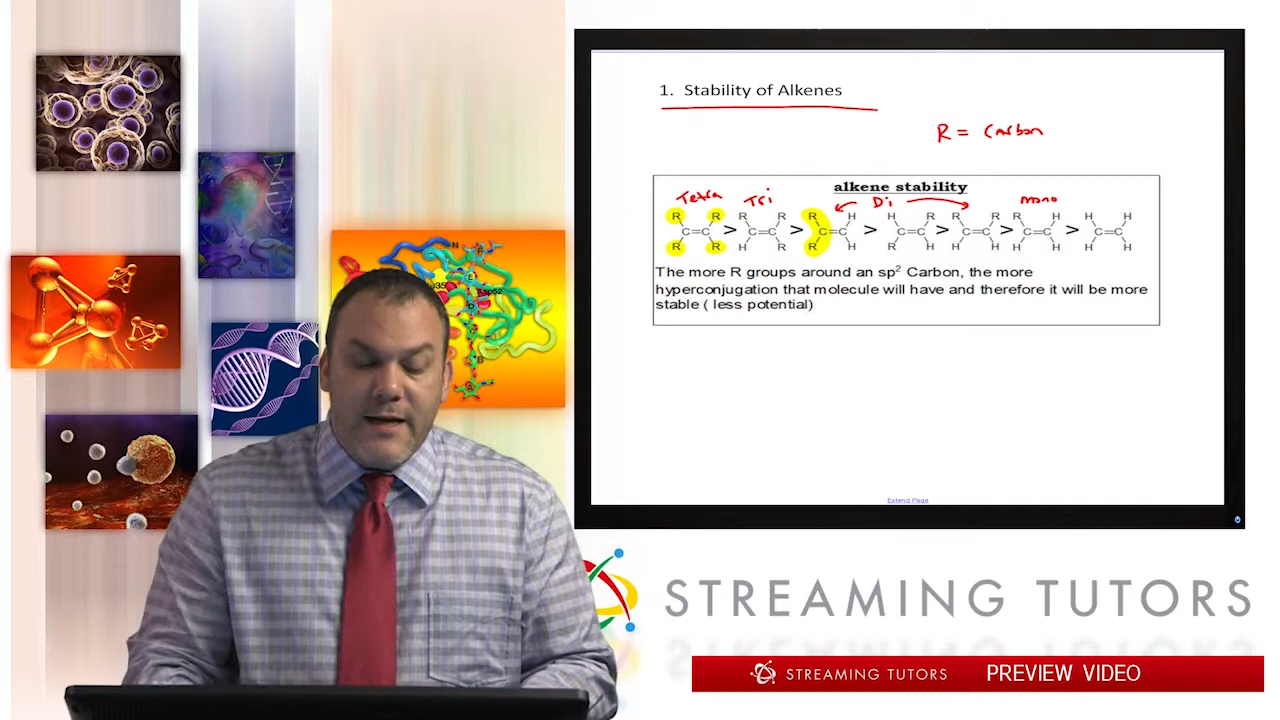 1. Stability of Alkenes
R = Carbon
alkene stability
Tetra Tri Di mono
R R R R R H H R R R R H H H
C=C > C=C > C=C > C=C > C=C > C=C > C=C
R R H R R H R H H H H H H H
The more R groups around an sp2 Carbon, the more
hyperconjugation that molecule will have and therefore it will be more
stable ( less potential)
Extend Page
STREAMING TUTORS
STREAMING TUTORS PREVIEW VIDEO